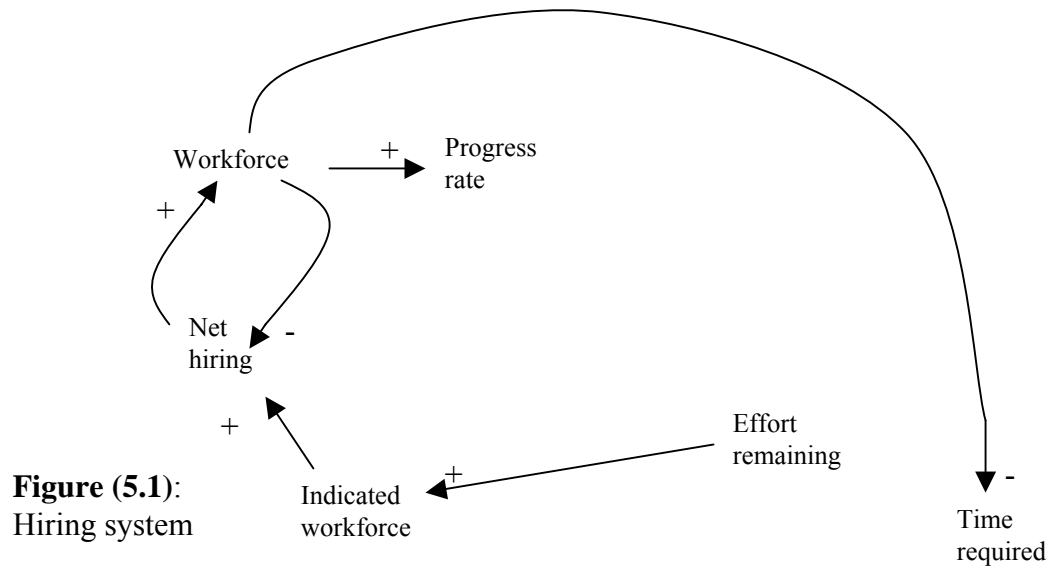 Workforce
+
Progress
rate
+
Net
hiring
-
+
Effort
remaining
+
Indicated
workforce
-
Time
required
Figure (5.1):
Hiring system